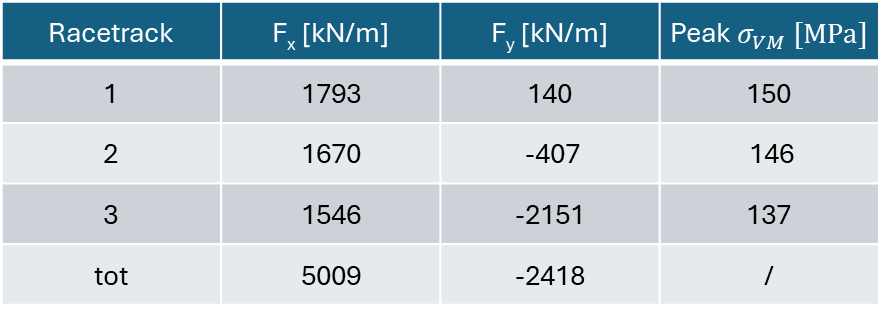 Racetrack Fx [kN/m] Fy [kN/m] Peak σVM [MPa]
1 1793 140 150
2 1670 -407 146
3 1546 -2151 137
tot 5009 -2418 /